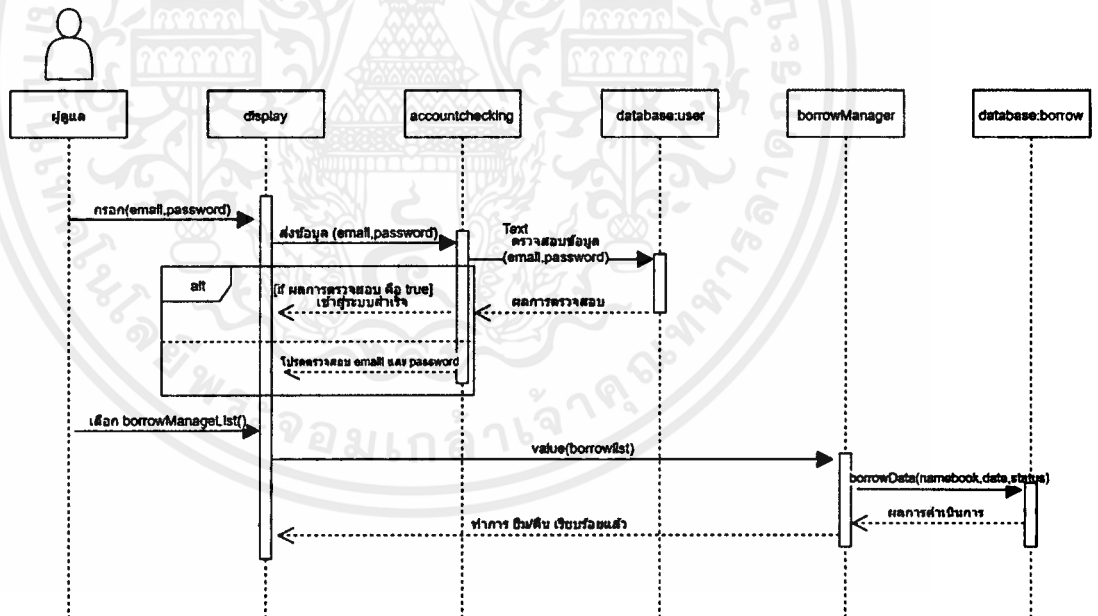 ผู้ดูแล
display
accountchecking
database:user
borrowManager
database:borrow
กรอก(email,password)
ส่งข้อมูล (email,password)
Text
ตรวจสอบข้อมูล
(email,password)
alt
[if ผลการตรวจสอบ คือ true]
เข้าสู่ระบบสำเร็จ
ผลการตรวจสอบ
โปรดตรวจสอบ email และ password
เลือก borrowManageList()
value(borrowlist)
borrowData(namebook,date,status)
ผลการดำเนินการ
ทำการ ยืม/คืน เรียบร้อยแล้ว